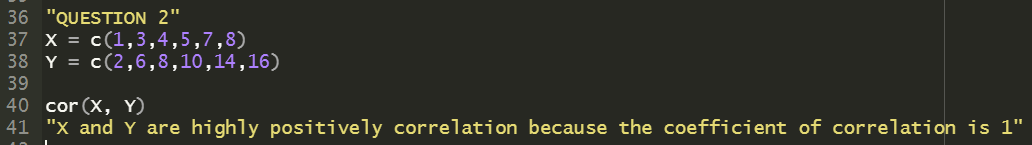 36 "QUESTION 2"
37 X = c(1,3,4,5,7,8)
38 Y = c(2,6,8,10,14,16)
39
40 cor(X, Y)
41 "X and Y are highly positively correlation because the coefficient of correlation is 1"